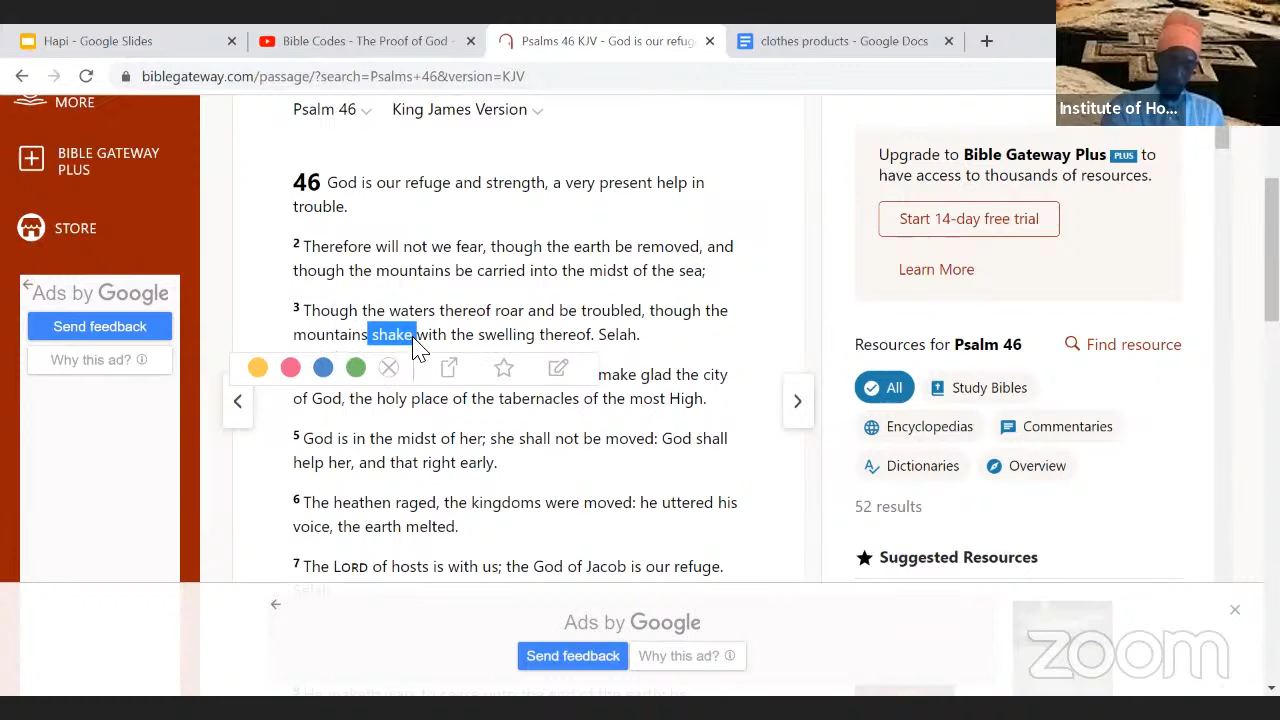 Hapi - Google Slides
Bible Codes - The Proof of Go
Psalms 46 KJV - God is our refug
clothes products - Google Docs
biblegateway.com/passage/?search=Psalms+46&version=KJV
Institute of Ho...
MORE
BIBLE GATEWAY
PLUS
STORE
Ads by Google
Send feedback
Why this ad?
Psalm 46
King James Version
46 God is our refuge and strength, a very present help in
trouble.
2 Therefore will not we fear, though the earth be removed, and
though the mountains be carried into the midst of the sea;
3 Though the waters thereof roar and be troubled, though the
mountains shake with the swelling thereof. Selah.
make glad the city
of God, the holy place of the tabernacles of the most High.
5 God is in the midst of her; she shall not be moved: God shall
help her, and that right early.
6 The heathen raged, the kingdoms were moved: he uttered his
voice, the earth melted.
7 The LORD of hosts is with us; the God of Jacob is our refuge.
Selah.
Upgrade to Bible Gateway Plus PLUS to
have access to thousands of resources.
Start 14-day free trial
Learn More
Resources for Psalm 46
Find resource
All
Study Bibles
Encyclopedias
Commentaries
Dictionaries
Overview
52 results
Suggested Resources
Ads by Google
Send feedback
Why this ad?
zoom